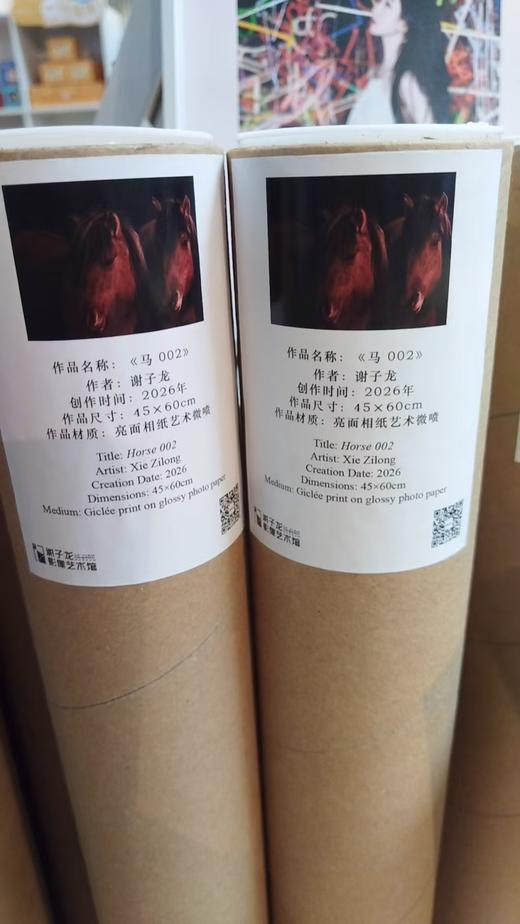 作品名称：《马 002》
作者：谢子龙
创作时间：2026年
作品尺寸：45×60cm
作品材质：亮面相纸艺术微喷
Title: Horse 002
Artist: Xie Zilong
Creation Date: 2026
Dimensions: 45×60cm
Medium: Giclée print on glossy photo paper
谢子龙
影像艺术馆
作品名称：《马 002》
作者：谢子龙
创作时间：2026年
作品尺寸：45×60cm
作品材质：亮面相纸艺术微喷
Title: Horse 002
Artist: Xie Zilong
Creation Date: 2026
Dimensions: 45×60cm
Medium: Giclée print on glossy photo paper
谢子龙
影像艺术馆